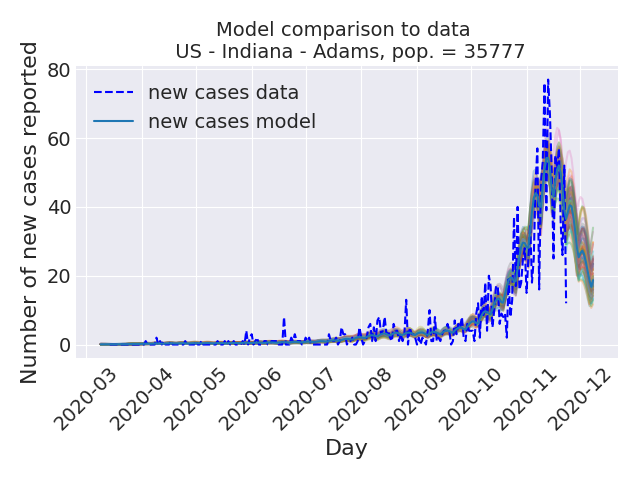 Model comparison to data
US - Indiana - Adams, pop. = 35777
Number of new cases reported
80
60
40
20
0
new cases data
new cases model
2020-03
2020-04
2020-05
2020-06
2020-07
2020-08
2020-09
2020-10
2020-11
2020-12
Day